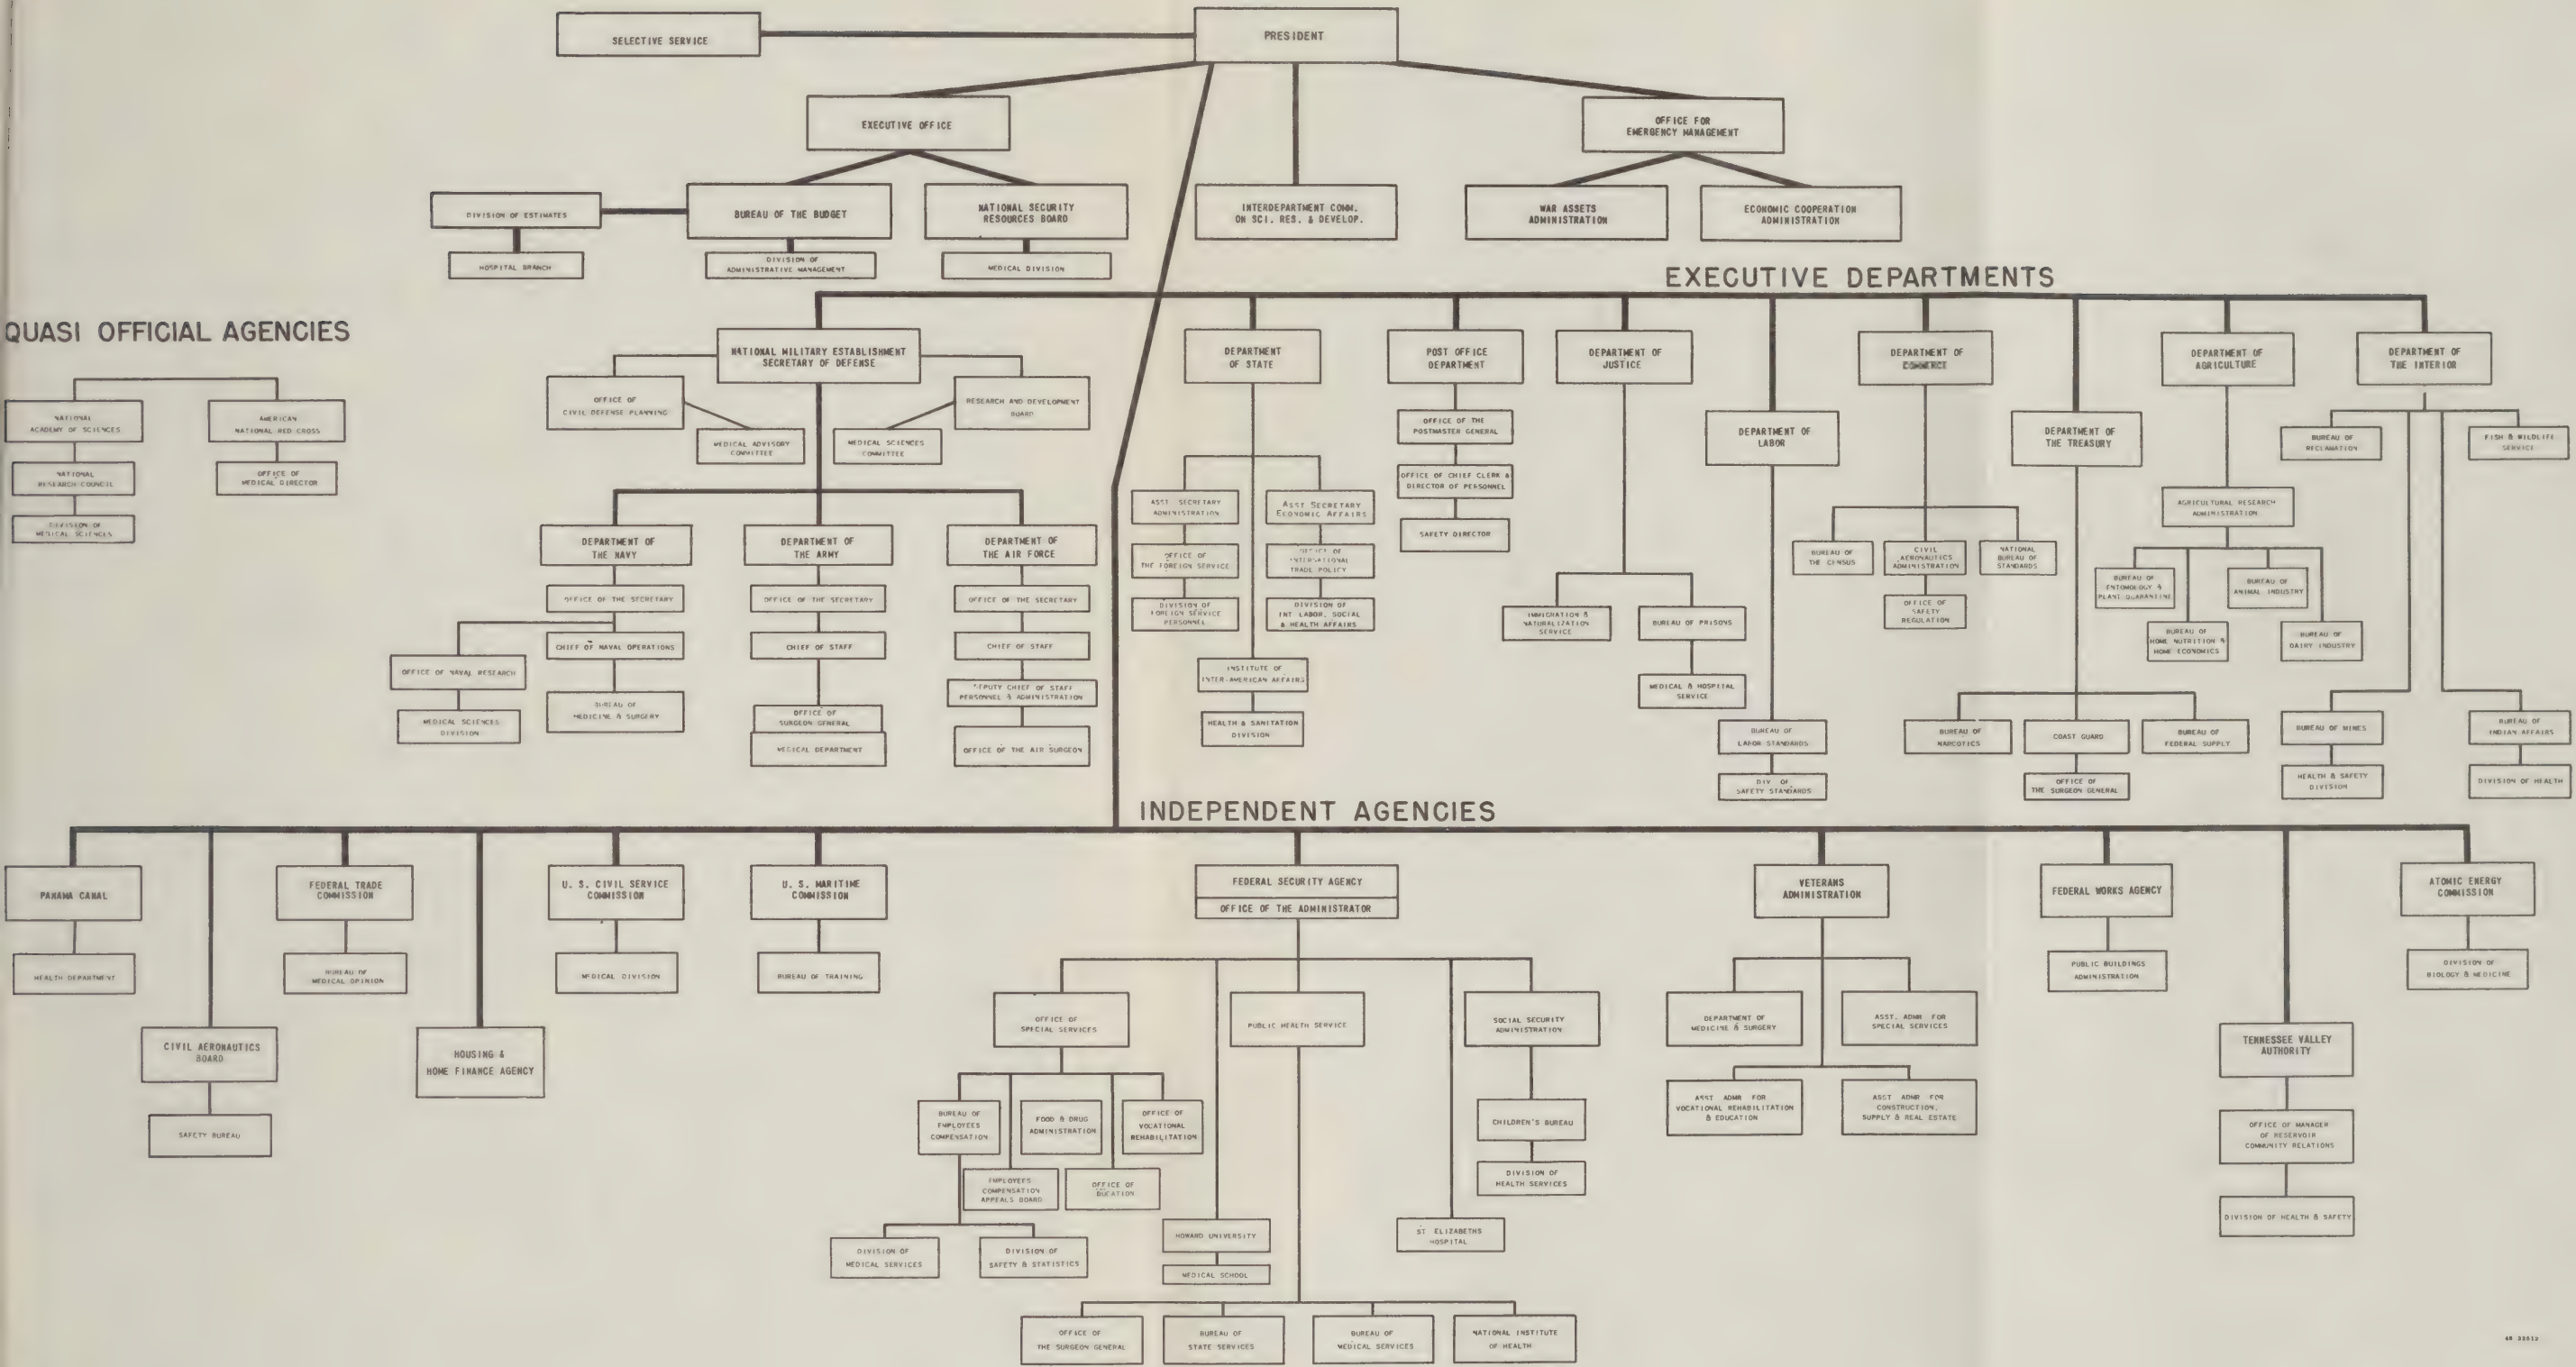 SELECTIVE SERVICE
PRESIDENT
EXECUTIVE OFFICE
OFFICE FOR
EMERGENCY MANAGEMENT
DIVISION OF ESTIMATES
BUREAU OF THE BUDGET
NATIONAL SECURITY
RESOURCES BOARD
INTERDEPARTMENT COMM.
ON SCI. RES. & DEVELOP.
WAR ASSETS
ADMINISTRATION
ECONOMIC COOPERATION
ADMINISTRATION
HOSPITAL BRANCH
DIVISION OF
ADMINISTRATIVE MANAGEMENT
MEDICAL DIVISION
EXECUTIVE DEPARTMENTS
QUASI OFFICIAL AGENCIES
NATIONAL
ACADEMY OF SCIENCES
AMERICAN
NATIONAL RED CROSS
NATIONAL
RESEARCH COUNCIL
OFFICE OF
MEDICAL DIRECTOR
DIVISION OF
MEDICAL SCIENCES
NATIONAL MILITARY ESTABLISHMENT
SECRETARY OF DEFENSE
OFFICE OF
CIVIL DEFENSE PLANNING
RESEARCH AND DEVELOPMENT
BOARD
MEDICAL ADVISORY
COMMITTEE
MEDICAL SCIENCES
COMMITTEE
DEPARTMENT OF
THE NAVY
DEPARTMENT OF
THE ARMY
DEPARTMENT OF
THE AIR FORCE
OFFICE OF THE SECRETARY
OFFICE OF THE SECRETARY
OFFICE OF THE SECRETARY
CHIEF OF NAVAL OPERATIONS
CHIEF OF STAFF
CHIEF OF STAFF
OFFICE OF NAVAL RESEARCH
DEPUTY CHIEF OF STAFF
PERSONNEL & ADMINISTRATION
MEDICAL SCIENCES
DIVISION
BUREAU OF
MEDICINE & SURGERY
OFFICE OF
SURGEON GENERAL
MEDICAL DEPARTMENT
OFFICE OF THE AIR SURGEON
DEPARTMENT
OF STATE
ASST. SECRETARY
ADMINISTRATION
ASST SECRETARY
ECONOMIC AFFAIRS
OFFICE OF
THE FOREIGN SERVICE
OFFICE OF
INTERNATIONAL
TRADE POLICY
DIVISION OF
FOREIGN SERVICE
PERSONNEL
DIVISION OF
INT LABOR, SOCIAL
& HEALTH AFFAIRS
INSTITUTE OF
INTER-AMERICAN AFFAIRS
HEALTH & SANITATION
DIVISION
POST OFFICE
DEPARTMENT
OFFICE OF THE
POSTMASTER GENERAL
OFFICE OF CHIEF CLERK &
DIRECTOR OF PERSONNEL
SAFETY DIRECTOR
DEPARTMENT OF
JUSTICE
IMMIGRATION &
NATURALIZATION
SERVICE
BUREAU OF PRISONS
MEDICAL & HOSPITAL
SERVICE
DEPARTMENT OF
LABOR
BUREAU OF
LABOR STANDARDS
DIV OF
SAFETY STANDARDS
DEPARTMENT OF
COMMERCE
BUREAU OF
THE CENSUS
CIVIL
AERONAUTICS
ADMINISTRATION
NATIONAL
BUREAU OF
STANDARDS
OFFICE OF
SAFETY
REGULATION
DEPARTMENT OF
THE TREASURY
BUREAU OF
NARCOTICS
COAST GUARD
BUREAU OF
FEDERAL SUPPLY
OFFICE OF
THE SURGEON GENERAL
DEPARTMENT OF
AGRICULTURE
AGRICULTURAL RESEARCH
ADMINISTRATION
BUREAU OF
ENTOMOLOGY &
PLANT QUARANTINE
BUREAU OF
ANIMAL INDUSTRY
BUREAU OF
HOME NUTRITION &
HOME ECONOMICS
BUREAU OF
DAIRY INDUSTRY
DEPARTMENT OF
THE INTERIOR
BUREAU OF
RECLAMATION
FISH & WILDLIFE
SERVICE
BUREAU OF MINES
BUREAU OF
INDIAN AFFAIRS
HEALTH & SAFETY
DIVISION
DIVISION OF HEALTH
INDEPENDENT AGENCIES
PANAMA CANAL
HEALTH DEPARTMENT
CIVIL AERONAUTICS
BOARD
SAFETY BUREAU
FEDERAL TRADE
COMMISSION
BUREAU OF
MEDICAL OPINION
HOUSING &
HOME FINANCE AGENCY
U. S. CIVIL SERVICE
COMMISSION
MEDICAL DIVISION
U. S. MARITIME
COMMISSION
BUREAU OF TRAINING
FEDERAL SECURITY AGENCY
OFFICE OF THE ADMINISTRATOR
OFFICE OF
SPECIAL SERVICES
PUBLIC HEALTH SERVICE
SOCIAL SECURITY
ADMINISTRATION
BUREAU OF
EMPLOYEES
COMPENSATION
FOOD & DRUG
ADMINISTRATION
OFFICE OF
VOCATIONAL
REHABILITATION
CHILDREN'S BUREAU
EMPLOYEES
COMPENSATION
APPEALS BOARD
OFFICE OF
EDUCATION
DIVISION OF
HEALTH SERVICES
DIVISION OF
MEDICAL SERVICES
DIVISION OF
SAFETY & STATISTICS
HOWARD UNIVERSITY
MEDICAL SCHOOL
ST ELIZABETHS
HOSPITAL
OFFICE OF
THE SURGEON GENERAL
BUREAU OF
STATE SERVICES
BUREAU OF
MEDICAL SERVICES
NATIONAL INSTITUTE
OF HEALTH
VETERANS
ADMINISTRATION
DEPARTMENT OF
MEDICINE & SURGERY
ASST. ADMR FOR
SPECIAL SERVICES
ASST ADMR FOR
VOCATIONAL REHABILITATION
& EDUCATION
ASST ADMR FOR
CONSTRUCTION,
SUPPLY & REAL ESTATE
FEDERAL WORKS AGENCY
PUBLIC BUILDINGS
ADMINISTRATION
TENNESSEE VALLEY
AUTHORITY
OFFICE OF MANAGER
OF RESERVOIR
COMMUNITY RELATIONS
DIVISION OF HEALTH & SAFETY
ATOMIC ENERGY
COMMISSION
DIVISION OF
BIOLOGY & MEDICINE